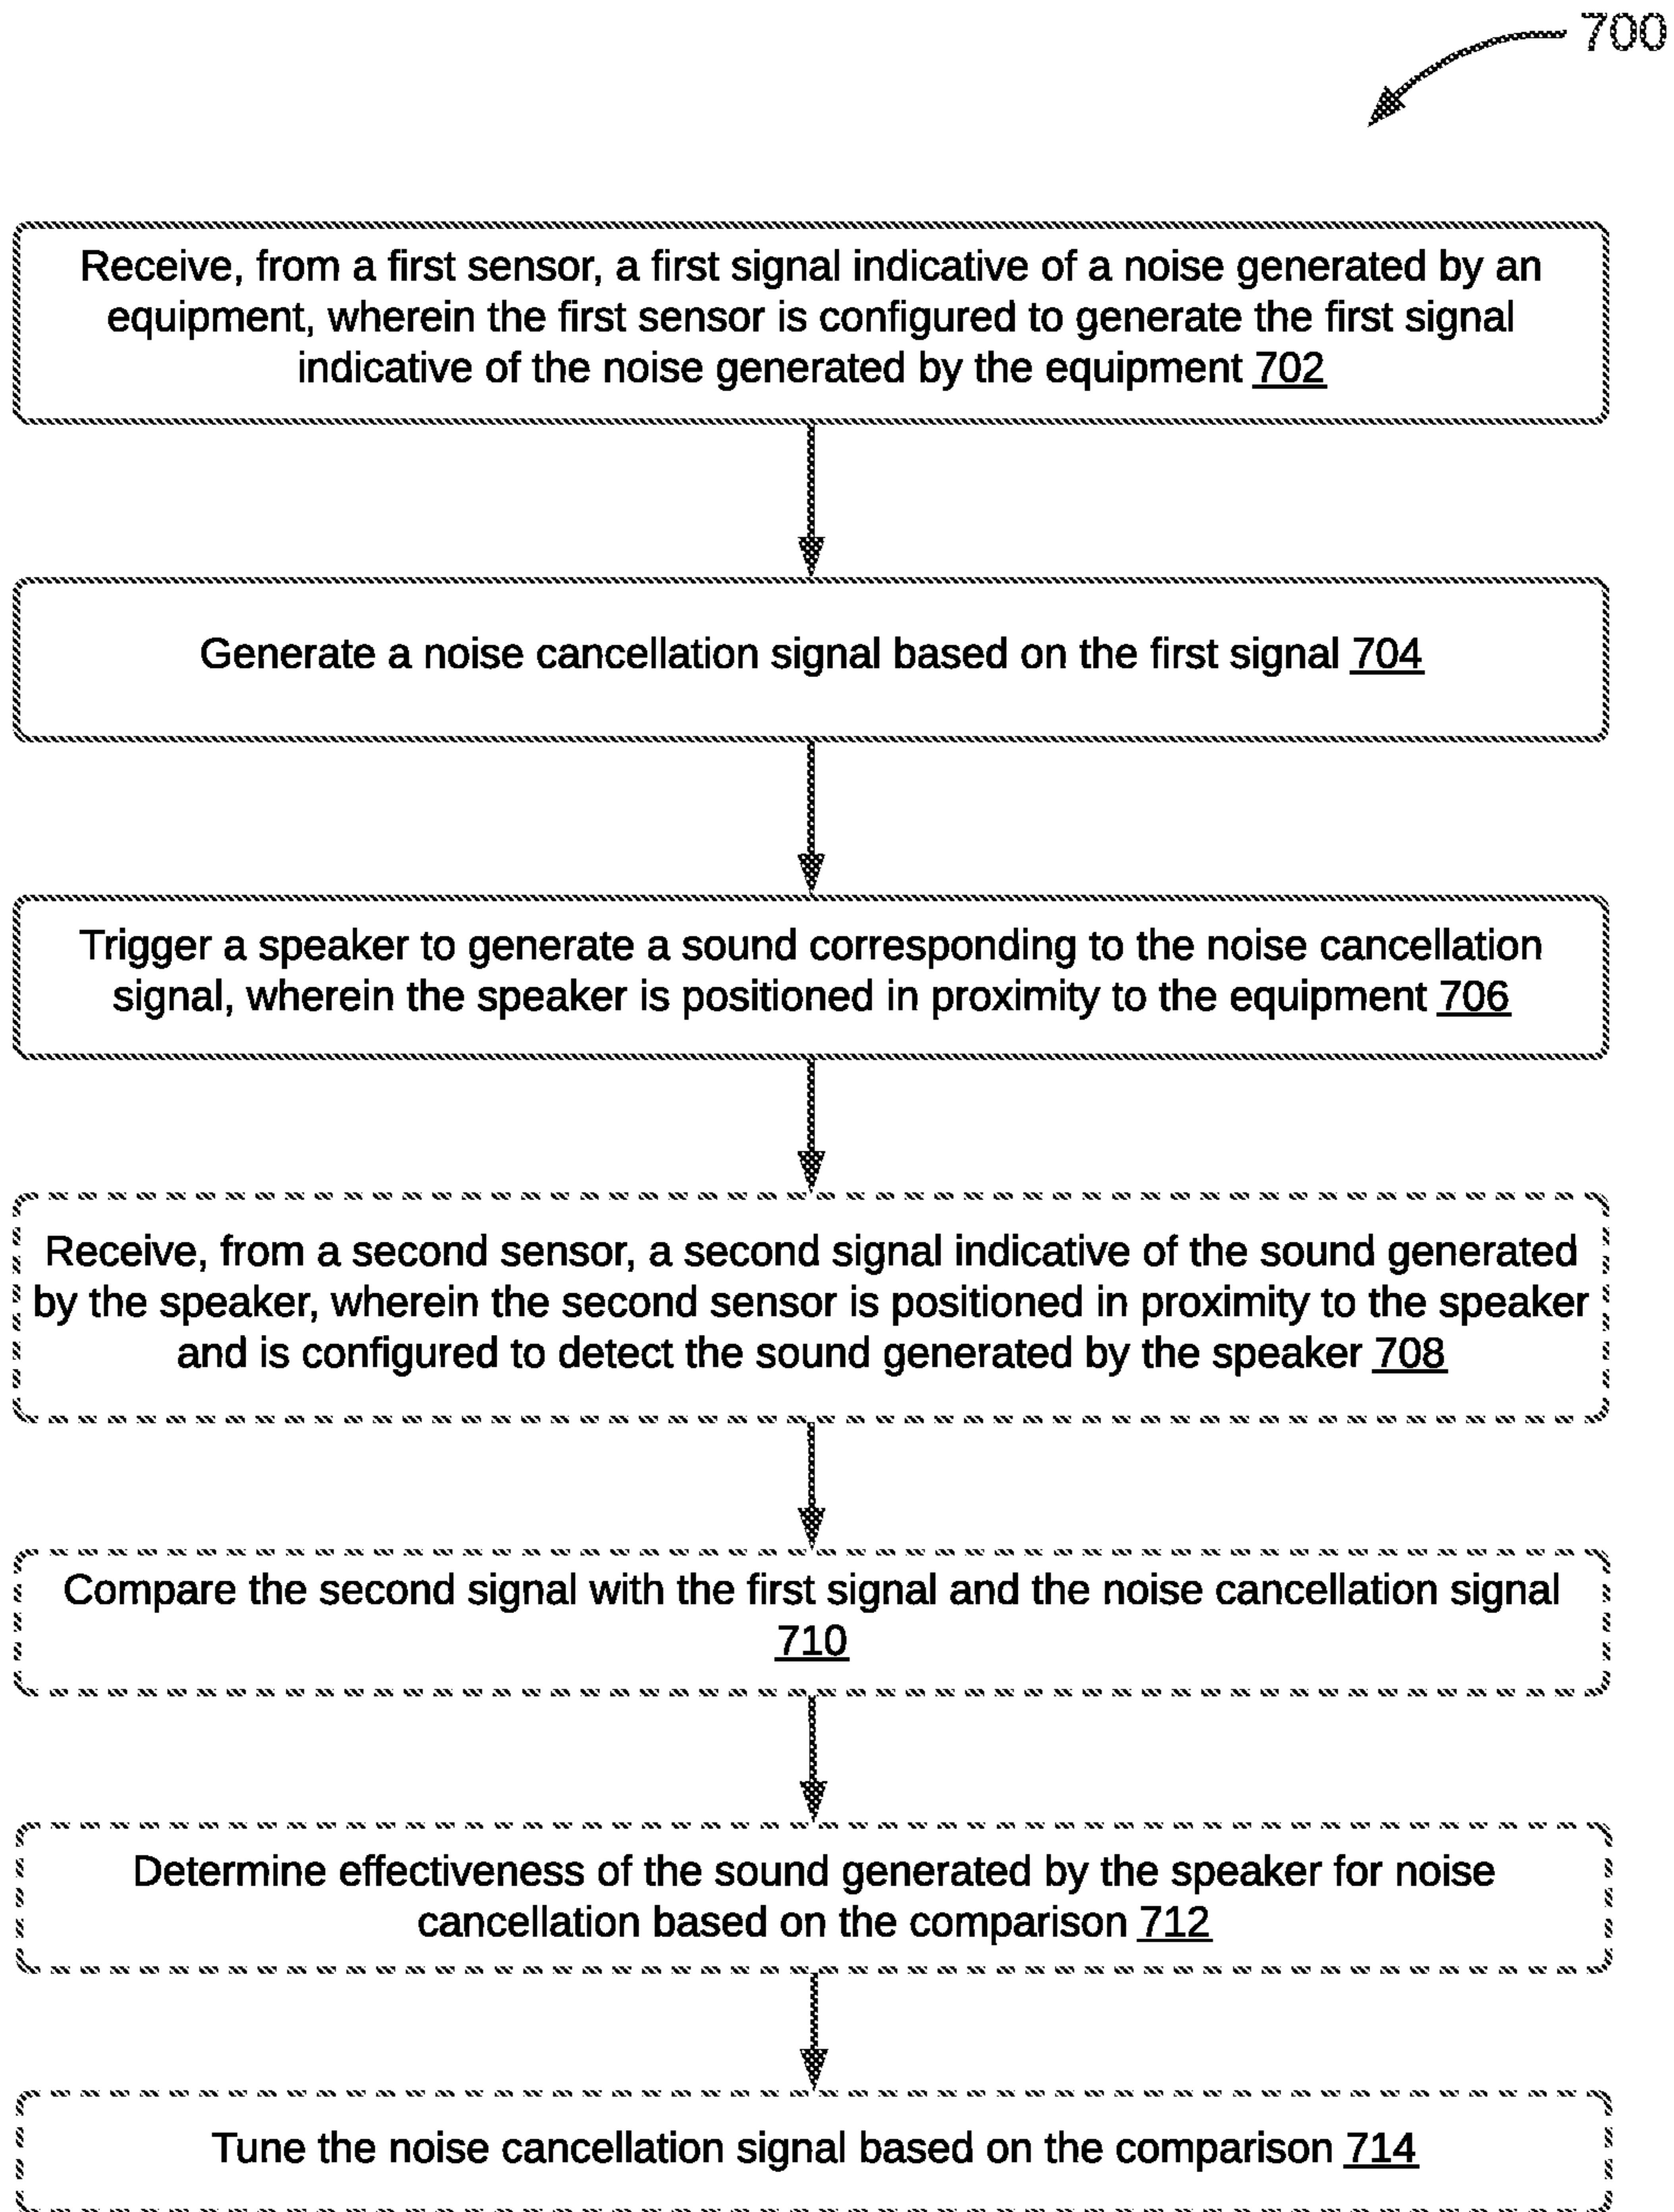 700
Receive, from a first sensor, a first signal indicative of a noise generated by an
equipment, wherein the first sensor is configured to generate the first signal
indicative of the noise generated by the equipment 702
Generate a noise cancellation signal based on the first signal 704
Trigger a speaker to generate a sound corresponding to the noise cancellation
signal, wherein the speaker is positioned in proximity to the equipment 706
Receive, from a second sensor, a second signal indicative of the sound generated
by the speaker, wherein the second sensor is positioned in proximity to the speaker
and is configured to detect the sound generated by the speaker 708
Compare the second signal with the first signal and the noise cancellation signal
710
Determine effectiveness of the sound generated by the speaker for noise
cancellation based on the comparison 712
Tune the noise cancellation signal based on the comparison 714